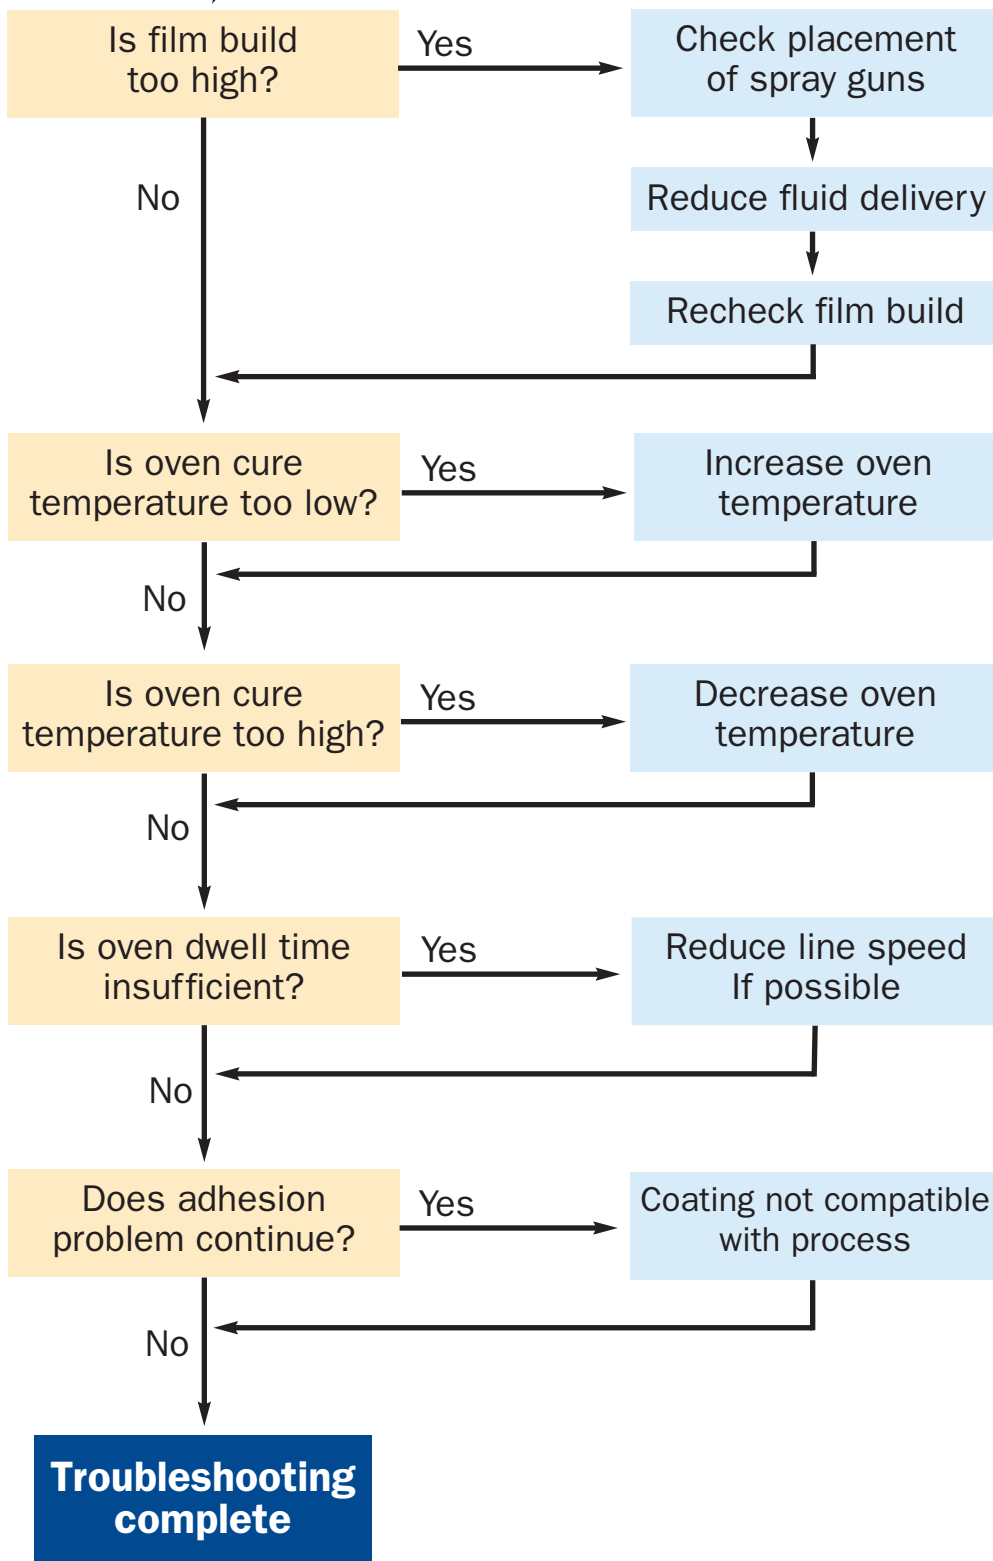 Is film build
too high?
Yes
Check placement
of spray guns
No
Reduce fluid delivery
Recheck film build
Is oven cure
temperature too low?
Yes
Increase oven
temperature
No
Is oven cure
temperature too high?
Yes
Decrease oven
temperature
No
Is oven dwell time
insufficient?
Yes
Reduce line speed
If possible
No
Does adhesion
problem continue?
Yes
Coating not compatible
with process
No
Troubleshooting
complete